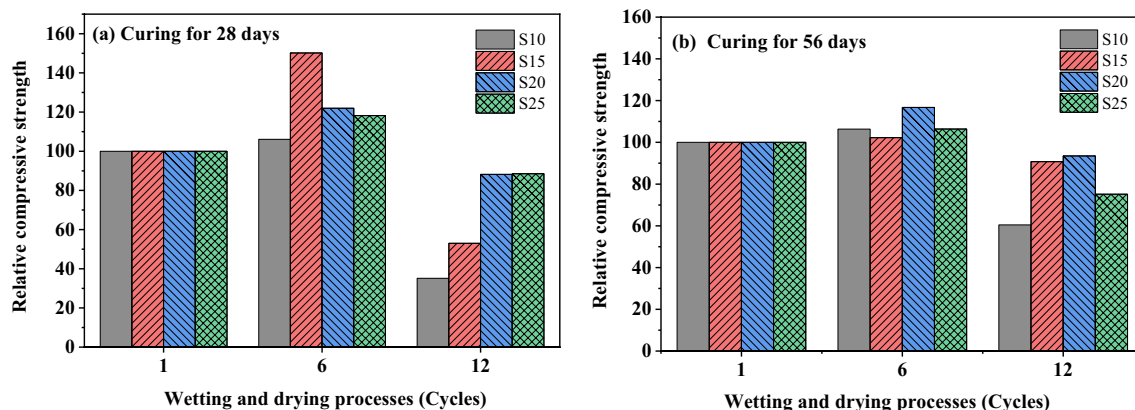 (a) Curing for 28 days
S10
S15
S20
S25
160
140
120
100
80
60
40
20
0
1
6
12
Relative compressive strength
Wetting and drying processes (Cycles)
(b) Curing for 56 days
S10
S15
S20
S25
160
140
120
100
80
60
40
20
0
1
6
12
Relative compressive strength
Wetting and drying processes (Cycles)